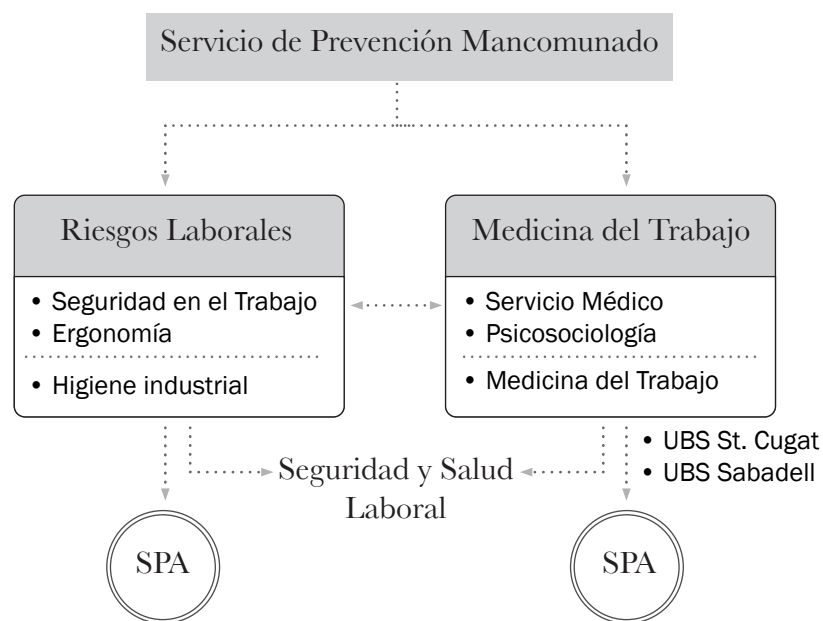 Servicio de Prevención Mancomunado
Riesgos Laborales
• Seguridad en el Trabajo
• Ergonomía
• Higiene industrial
Medicina del Trabajo
• Servicio Médico
• Psicosociología
• Medicina del Trabajo
• UBS St. Cugat
• UBS Sabadell
Seguridad y Salud
Laboral
SPA
SPA